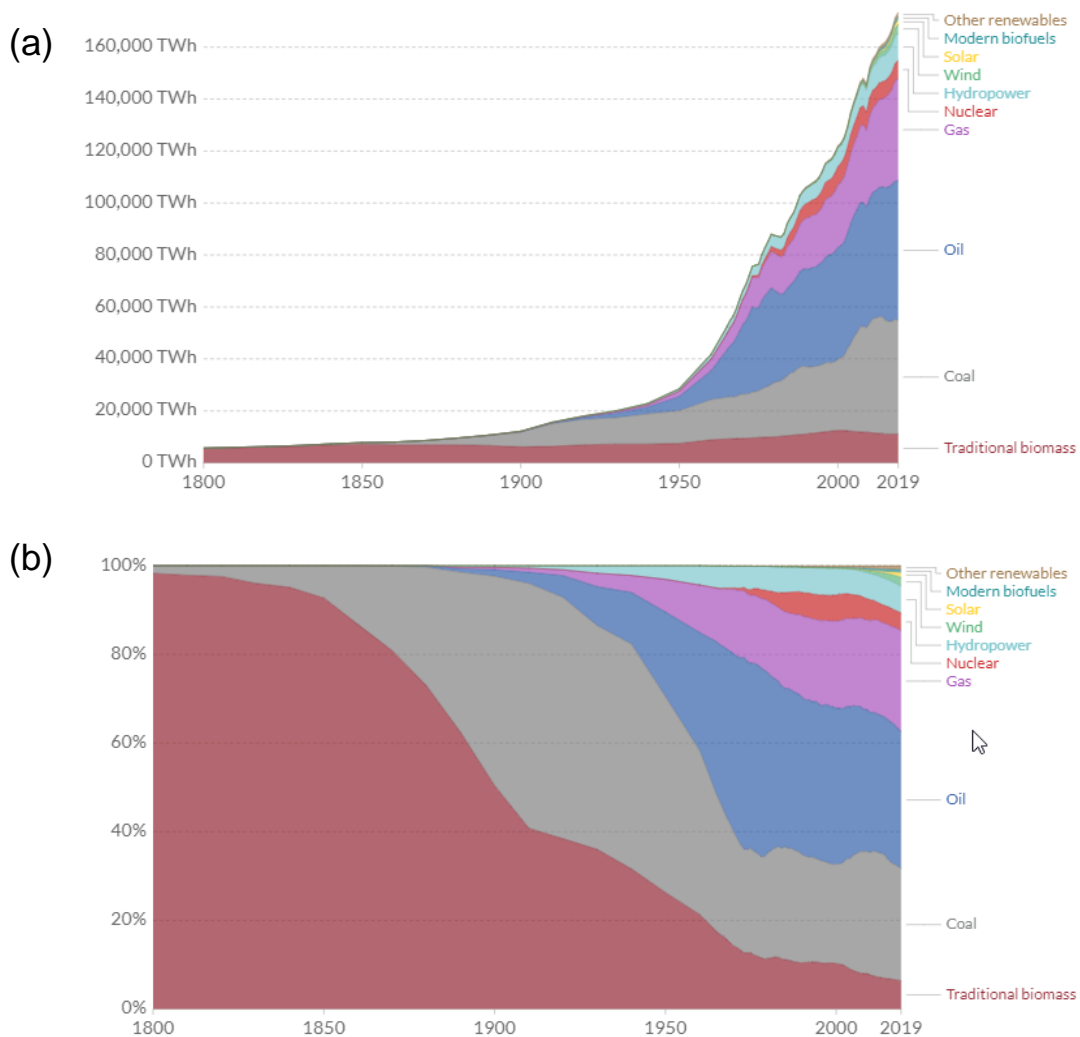 (a)
160,000 TWh
140,000 TWh
120,000 TWh
100,000 TWh
80,000 TWh
60,000 TWh
40,000 TWh
20,000 TWh
0 TWh
1800 1850 1900 1950 2000 2019
Other renewables
Modern biofuels
Solar
Wind
Hydropower
Nuclear
Gas
Oil
Coal
Traditional biomass
(b)
100%
80%
60%
40%
20%
0%
1800 1850 1900 1950 2000 2019
Other renewables
Modern biofuels
Solar
Wind
Hydropower
Nuclear
Gas
Oil
Coal
Traditional biomass